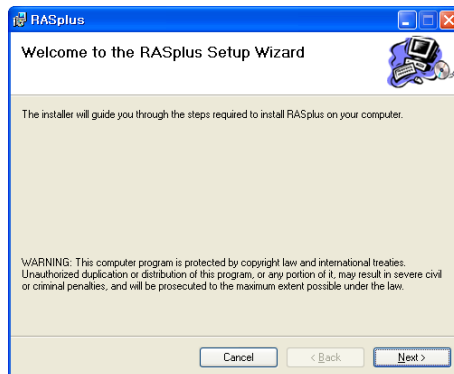 RASplus
Welcome to the RASplus Setup Wizard
The installer will guide you through the steps required to install RASplus on your computer.
WARNING: This computer program is protected by copyright law and international treaties.
Unauthorized duplication or distribution of this program, or any portion of it, may result in severe civil
or criminal penalties, and will be prosecuted to the maximum extent possible under the law.
Cancel < Back Next >